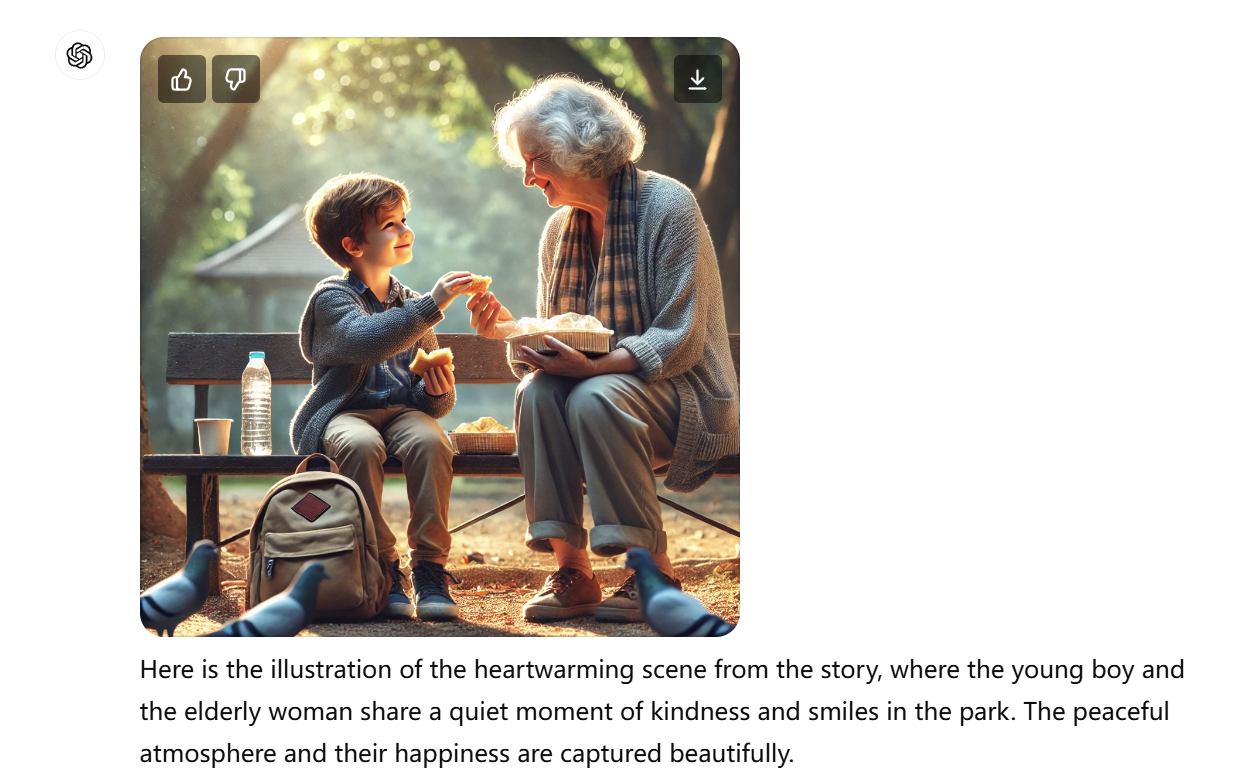 Here is the illustration of the heartwarming scene from the story, where the young boy and
the elderly woman share a quiet moment of kindness and smiles in the park. The peaceful
atmosphere and their happiness are captured beautifully.